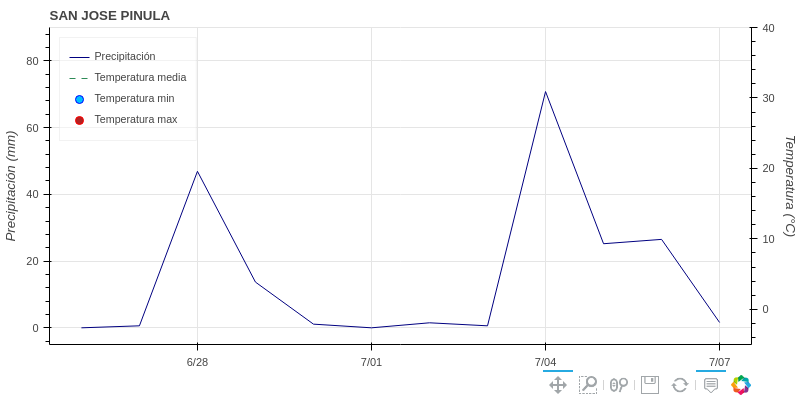 SAN JOSE PINULA
Precipitación
Temperatura media
Temperatura min
Temperatura max
Precipitación (mm)
80
60
40
20
0
Temperatura (°C)
40
30
20
10
0
6/28
7/01
7/04
7/07